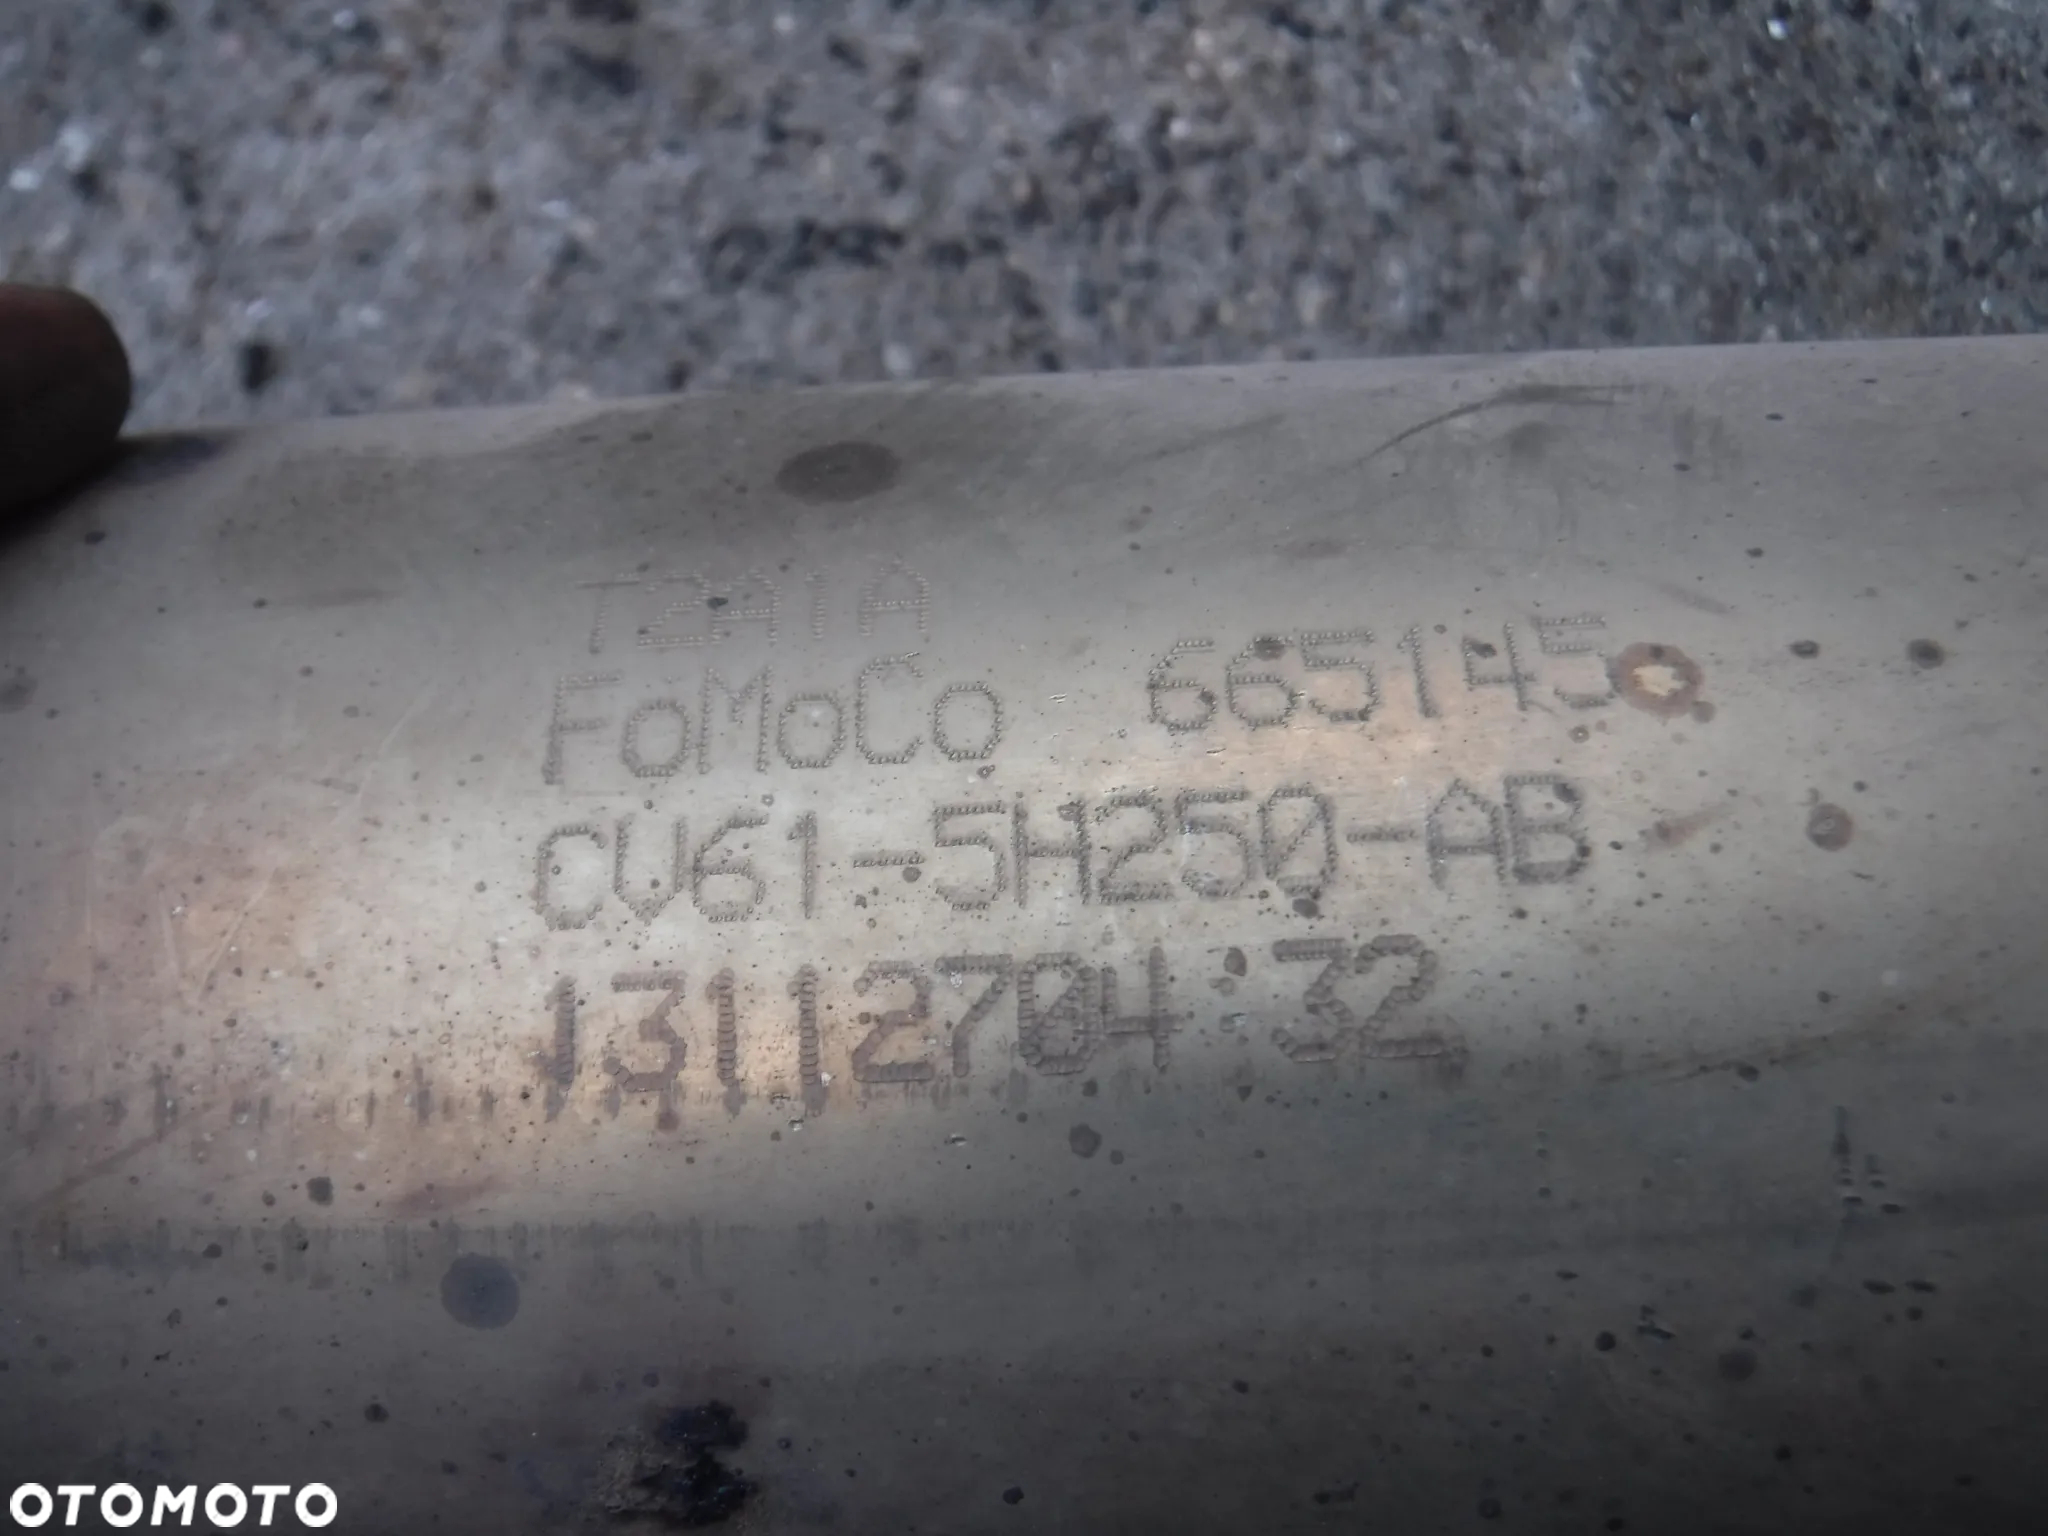 T2A1A
FoMoCo 665145
CV61-5H250-AB
13112704:32
OTOMOTO